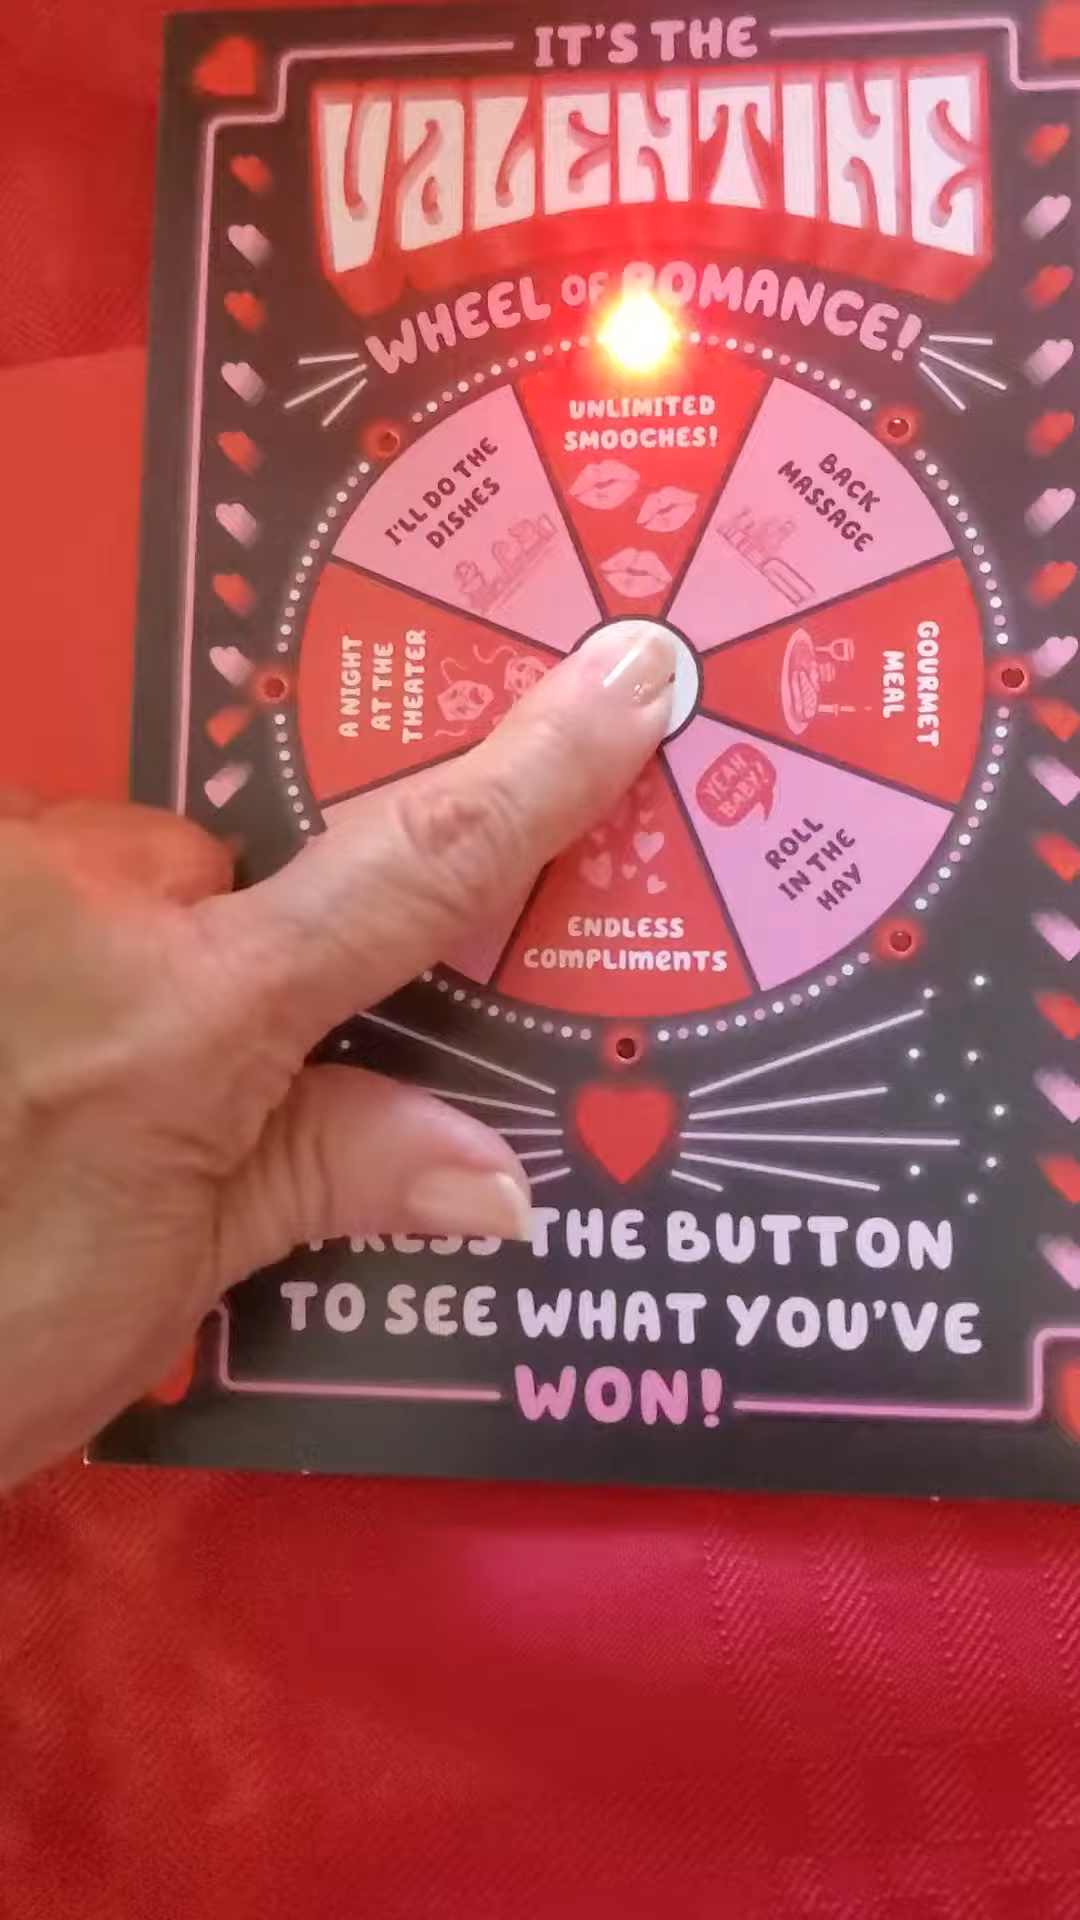 IT'S THE
VALENTINE
WHEEL OF ROMANCE!
UNLIMITED
SMOOCHES!
BACK
MASSAGE
GOURMET
MEAL
YEAH,
BABY!
ROLL
IN THE
HAY
ENDLESS
COMPLIMENTS
A NIGHT
AT THE
THEATER
I'LL DO THE
DISHES
PRESS THE BUTTON
TO SEE WHAT YOU'VE
WON!